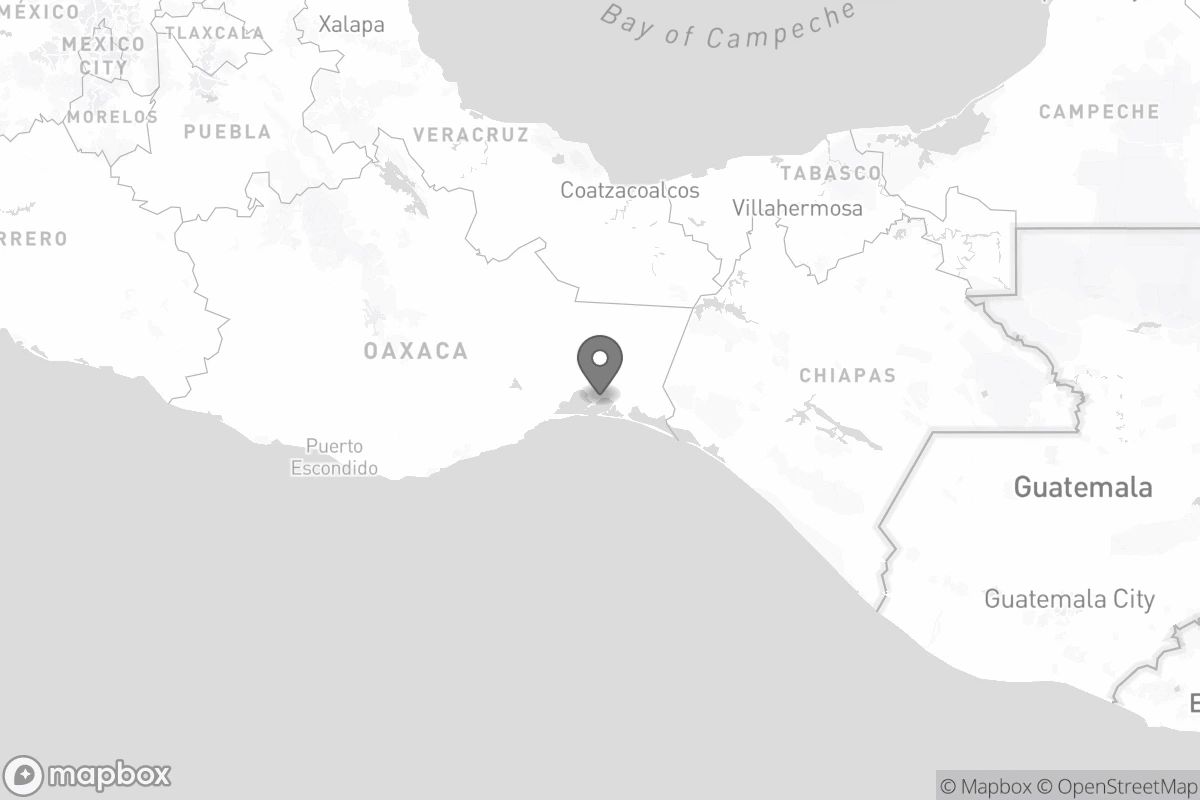 MÉXICO
Xalapa
Bay of Campeche
TLAXCALA
MEXICO
CITY
MORELOS
PUEBLA
VERACRUZ
CAMPECHE
TABASCO
Coatzacoalcos
Villahermosa
RRERO
OAXACA
CHIAPAS
Puerto
Escondido
Guatemala
Guatemala City
E
mapbox
© Mapbox © OpenStreetMap